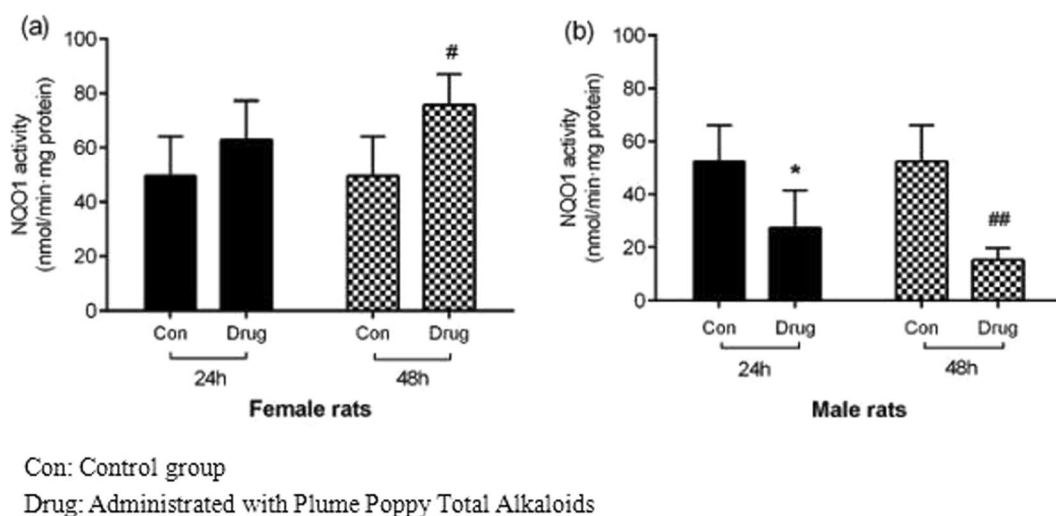 (a)
NQO1 activity
(nmol/min·mg protein)
100
80
60
40
20
0
#
Con Drug Con Drug
24h 48h
Female rats
(b)
NQO1 activity
(nmol/min·mg protein)
100
80
60
40
20
0
*
##
Con Drug Con Drug
24h 48h
Male rats
Con: Control group
Drug: Administrated with Plume Poppy Total Alkaloids